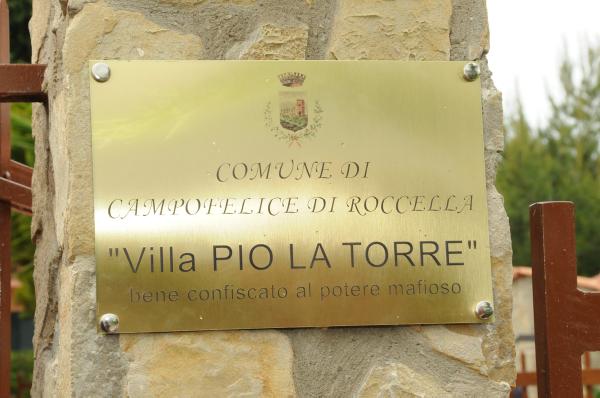 COMUNE DI
CAMPOFELICE DI ROCCELLA
"Villa PIO LA TORRE"
bene confiscato al potere mafioso